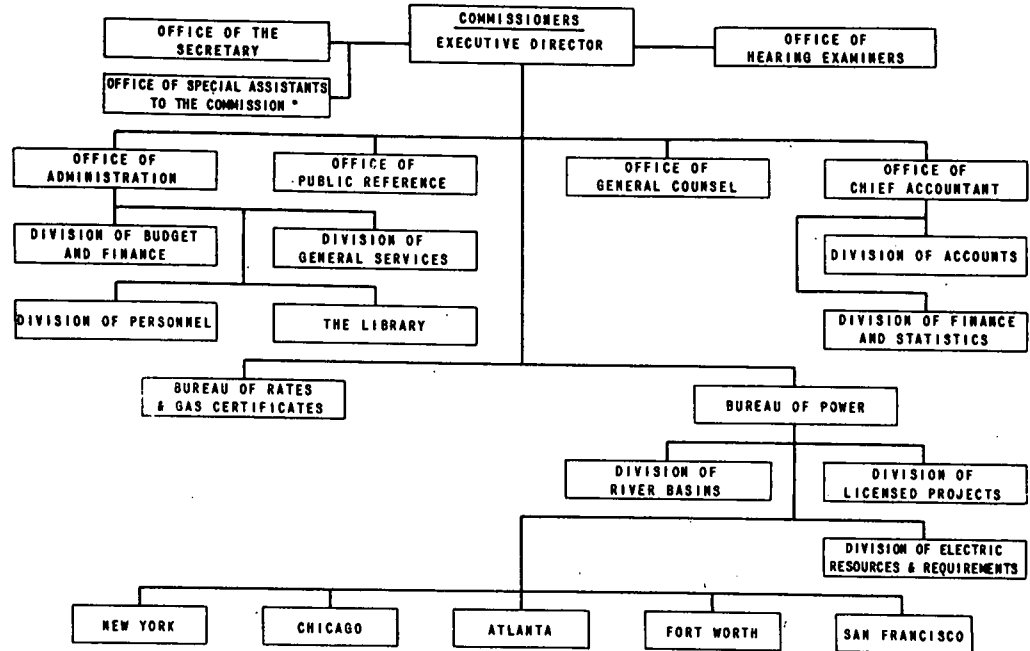 COMMISSIONERS
EXECUTIVE DIRECTOR
OFFICE OF THE
SECRETARY
OFFICE OF
HEARING EXAMINERS
OFFICE OF SPECIAL ASSISTANTS
TO THE COMMISSION *
OFFICE OF
ADMINISTRATION
OFFICE OF
PUBLIC REFERENCE
OFFICE OF
GENERAL COUNSEL
OFFICE OF
CHIEF ACCOUNTANT
DIVISION OF BUDGET
AND FINANCE
DIVISION OF
GENERAL SERVICES
DIVISION OF ACCOUNTS
DIVISION OF PERSONNEL
THE LIBRARY
DIVISION OF FINANCE
AND STATISTICS
BUREAU OF RATES
& GAS CERTIFICATES
BUREAU OF POWER
DIVISION OF
RIVER BASINS
DIVISION OF
LICENSED PROJECTS
DIVISION OF ELECTRIC
RESOURCES & REQUIREMENTS
NEW YORK
CHICAGO
ATLANTA
FORT WORTH
SAN FRANCISCO